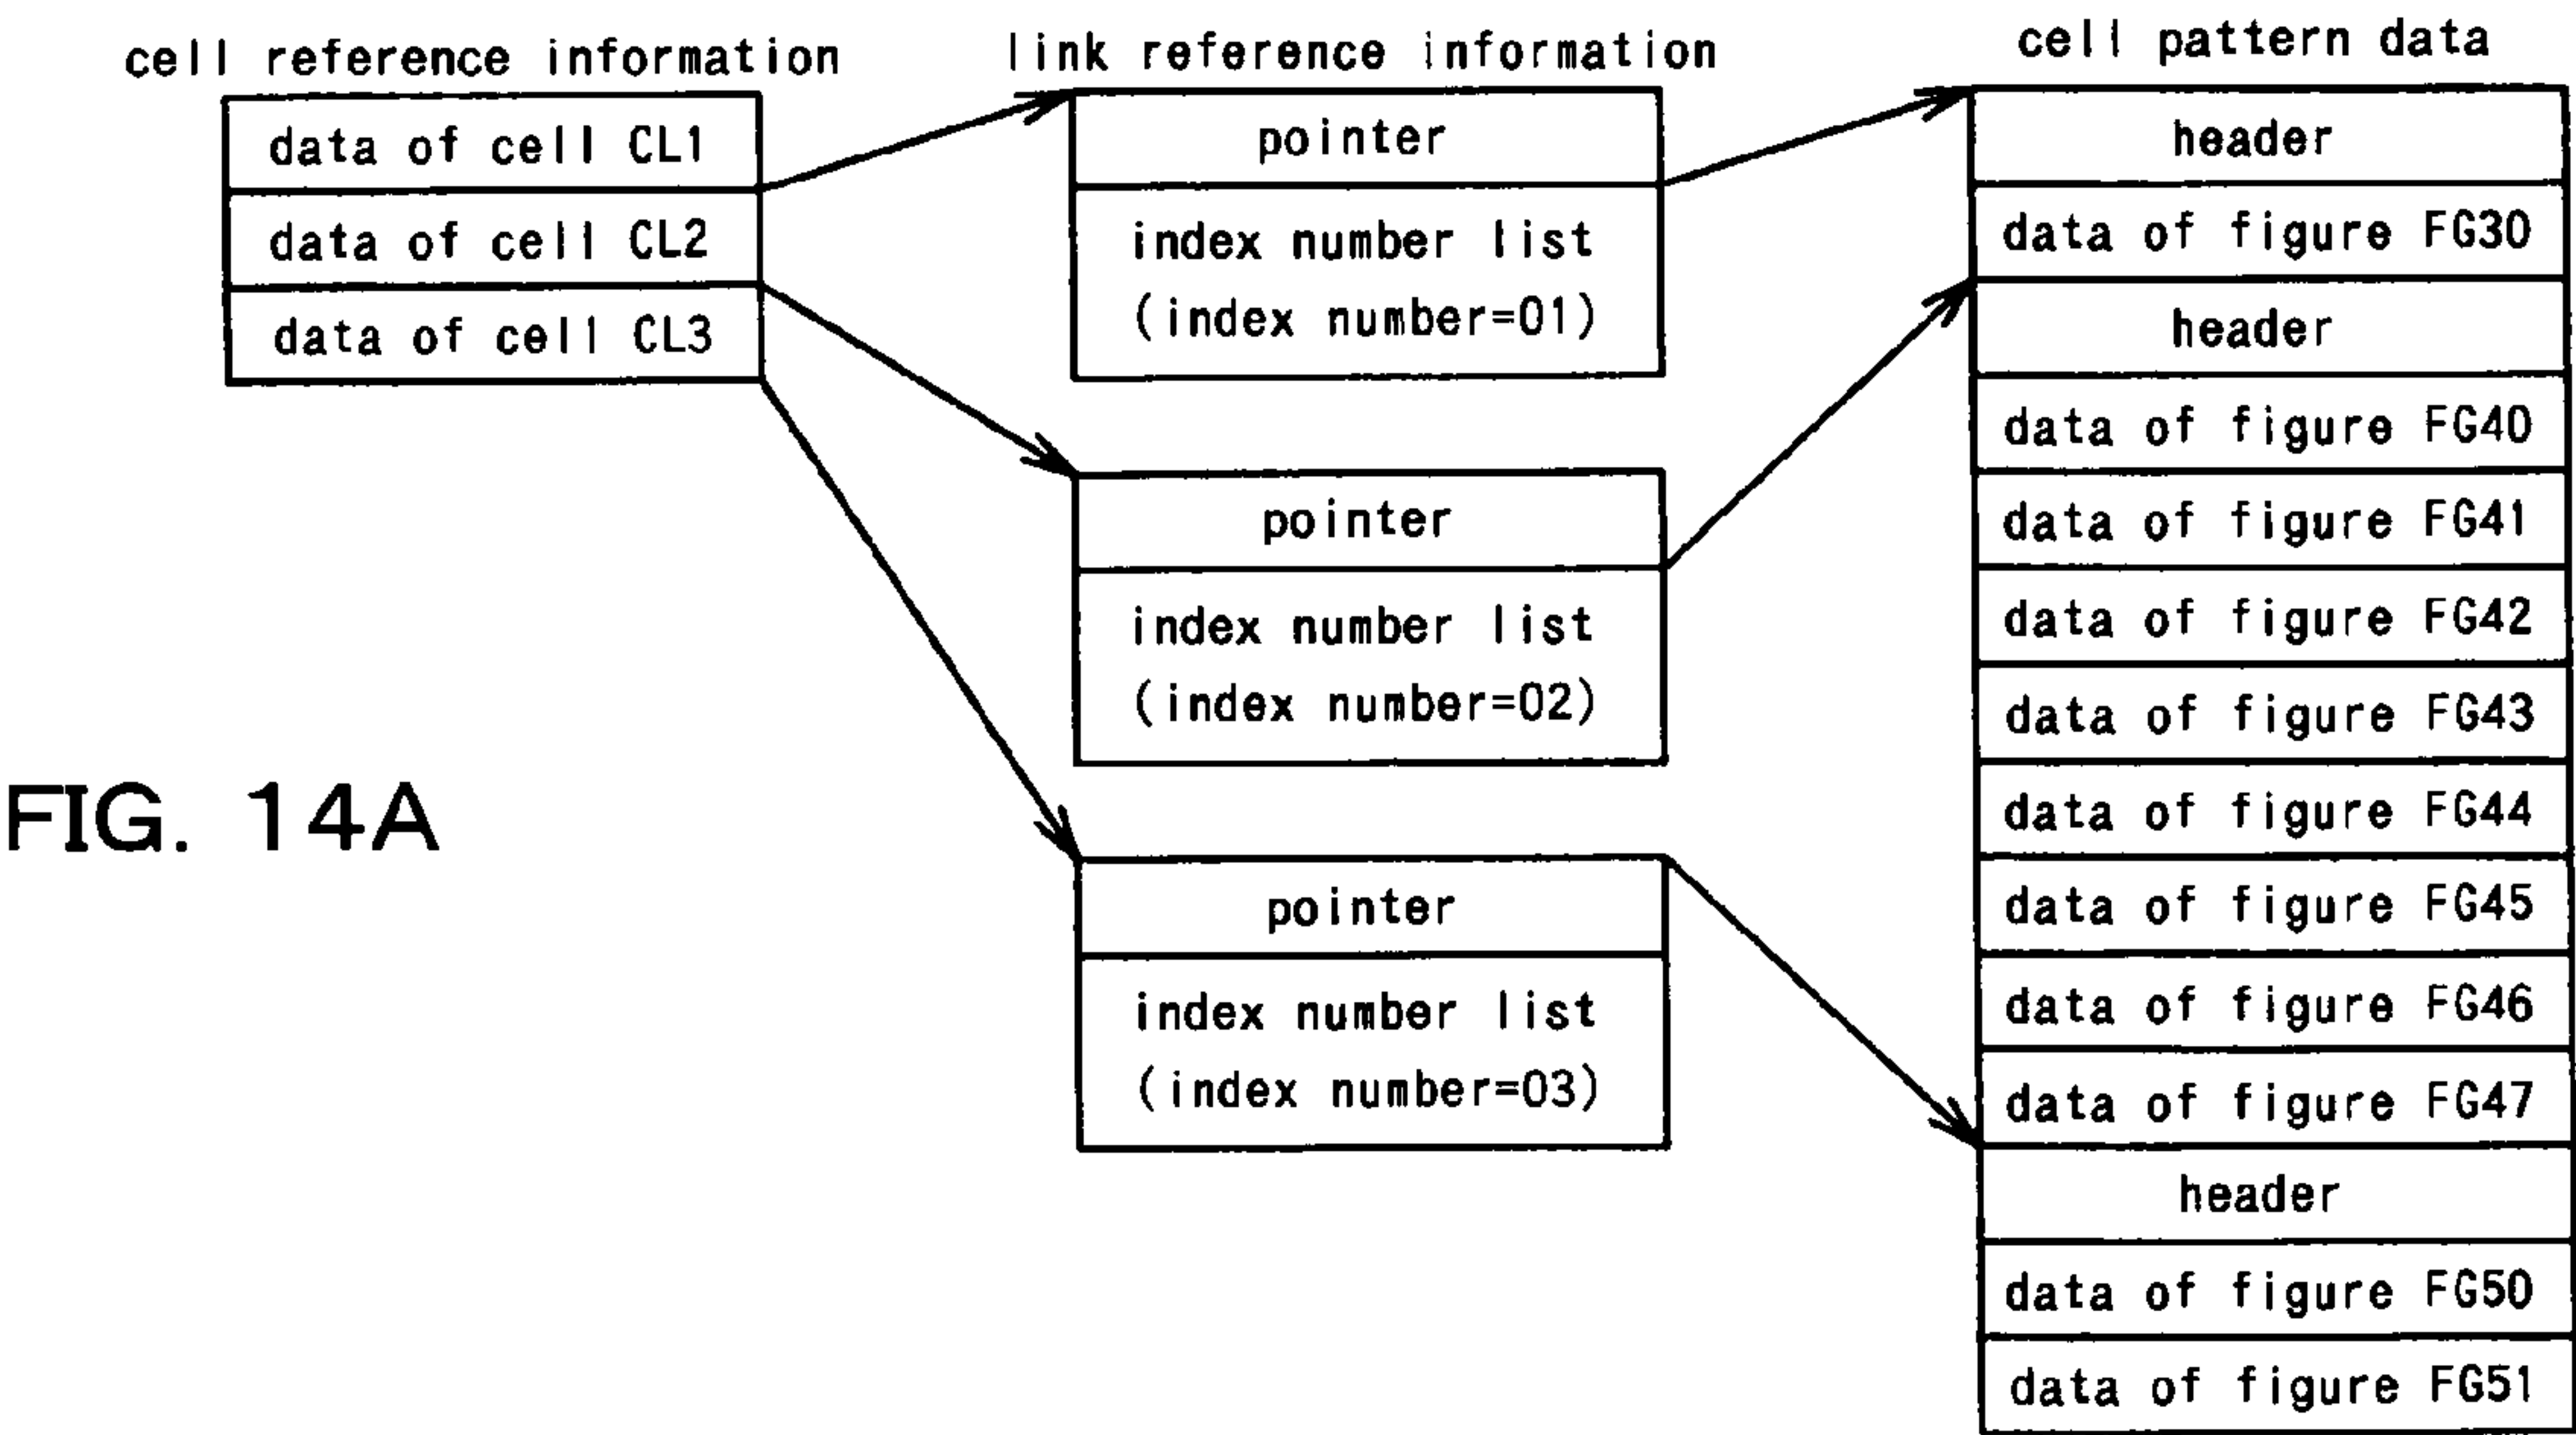 cell reference information
data of cell CL1
data of cell CL2
data of cell CL3
link reference information
pointer
index number list
(index number=01)
pointer
index number list
(index number=02)
pointer
index number list
(index number=03)
cell pattern data
header
data of figure FG30
header
data of figure FG40
data of figure FG41
data of figure FG42
data of figure FG43
data of figure FG44
data of figure FG45
data of figure FG46
data of figure FG47
header
data of figure FG50
data of figure FG51
FIG. 14A